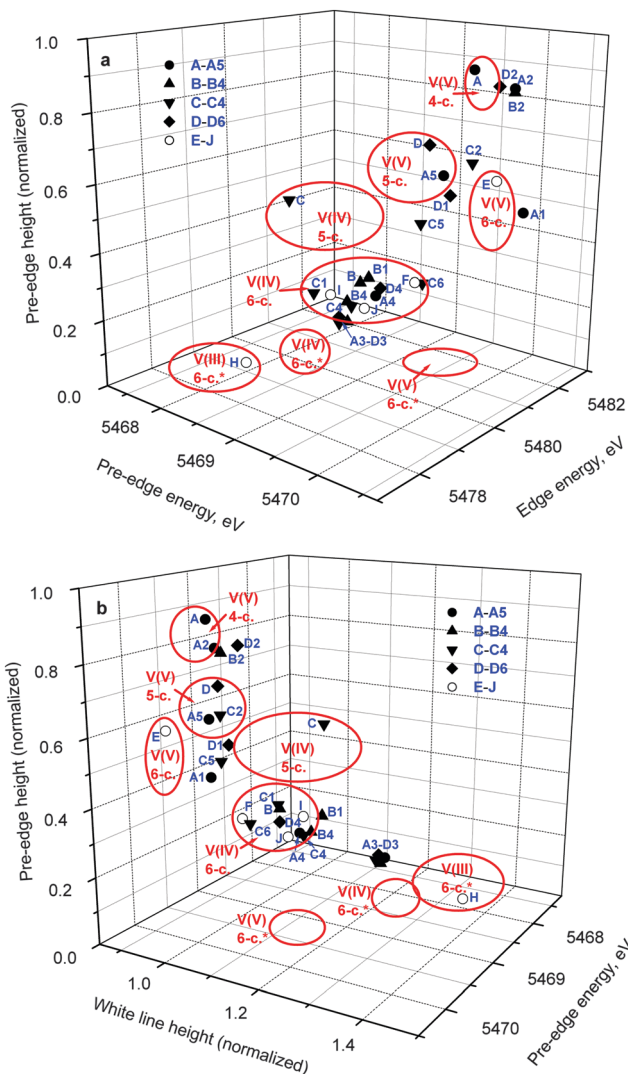 a
1.0
0.8
0.6
0.4
0.2
0.0
Pre-edge height (normalized)
A-A5
B-B4
C-C4
D-D6
E-J
V(V)
4-c.
A
D2
A2
B2
D
V(V)
5-c.
A5
C2
D1
C5
E
V(V)
6-c.
A1
C
V(IV)
5-c.
V(IV)
6-c.
C1
I
B
B1
F
C6
D4
A4
B4
C4
J
A3-D3
V(III)
6-c.*
H
V(IV)
6-c.*
V(V)
6-c.*
5468
5469
5470
Pre-edge energy, eV
5478
5480
5482
Edge energy, eV
b
1.0
0.8
0.6
0.4
0.2
0.0
Pre-edge height (normalized)
A-A5
B-B4
C-C4
D-D6
E-J
A
V(V)
4-c.
A2
B2
D2
V(V)
5-c.
D
A5
C2
E
V(V)
6-c.
D1
C5
A1
C
V(IV)
5-c.
F
C1
B
I
B1
C6
D4
J
B4
A4
C4
V(IV)
6-c.
A3-D3
V(III)
6-c.*
H
V(IV)
6-c.*
V(V)
6-c.*
1.0
1.2
1.4
White line height (normalized)
5468
5469
5470
Pre-edge energy, eV